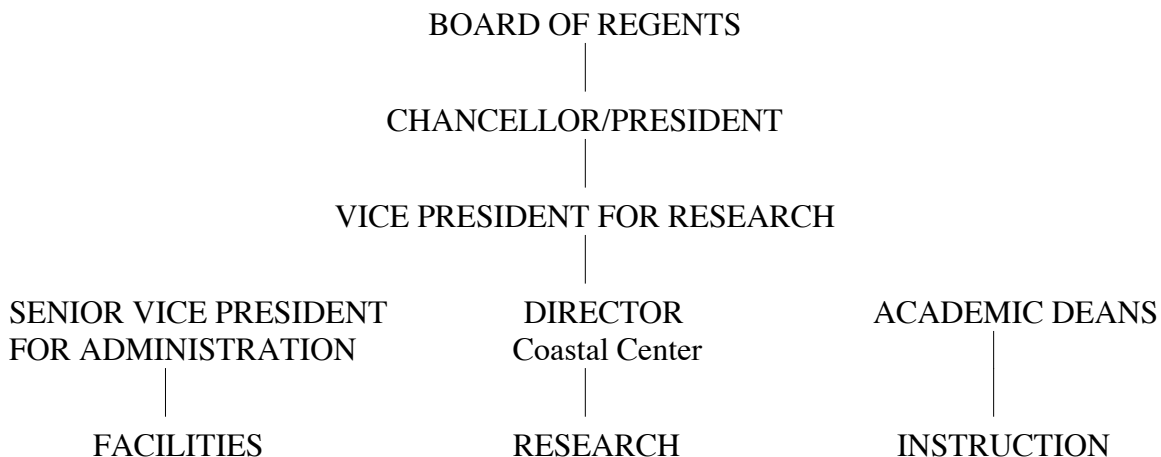 BOARD OF REGENTS
CHANCELLOR/PRESIDENT
VICE PRESIDENT FOR RESEARCH
SENIOR VICE PRESIDENT
FOR ADMINISTRATION
DIRECTOR
Coastal Center
ACADEMIC DEANS
FACILITIES
RESEARCH
INSTRUCTION